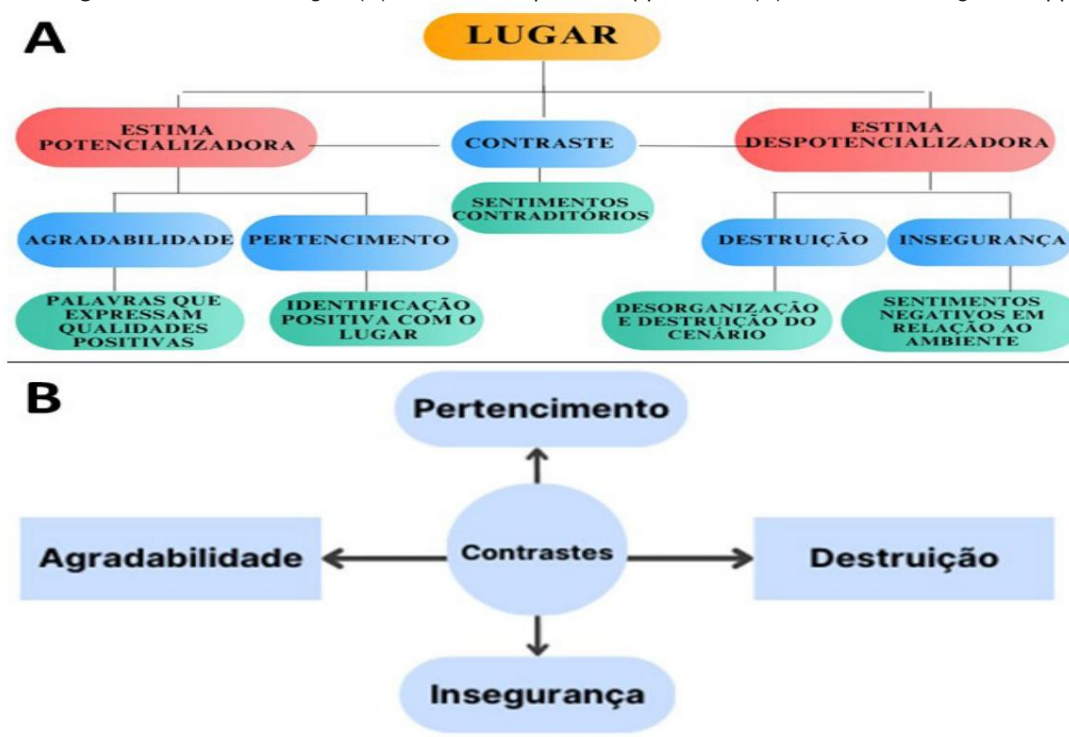 A
LUGAR
ESTIMA
POTENCIALIZADORA
CONTRASTE
ESTIMA
DESPOTENCIALIZADORA
SENTIMENTOS
CONTRADITÓRIOS
AGRADABILIDADE
PERTENCIMENTO
DESTRUIÇÃO
INSEGURANÇA
PALAVRAS QUE
EXPRESSAM
QUALIDADES
POSITIVAS
IDENTIFICAÇÃO
POSITIVA COM O
LUGAR
DESORGANIZAÇÃO
E DESTRUIÇÃO DO
CENÁRIO
SENTIMENTOS
NEGATIVOS EM
RELAÇÃO AO
AMBIENTE
B
Pertencimento
Agradabilidade
Contrastes
Destruição
Insegurança